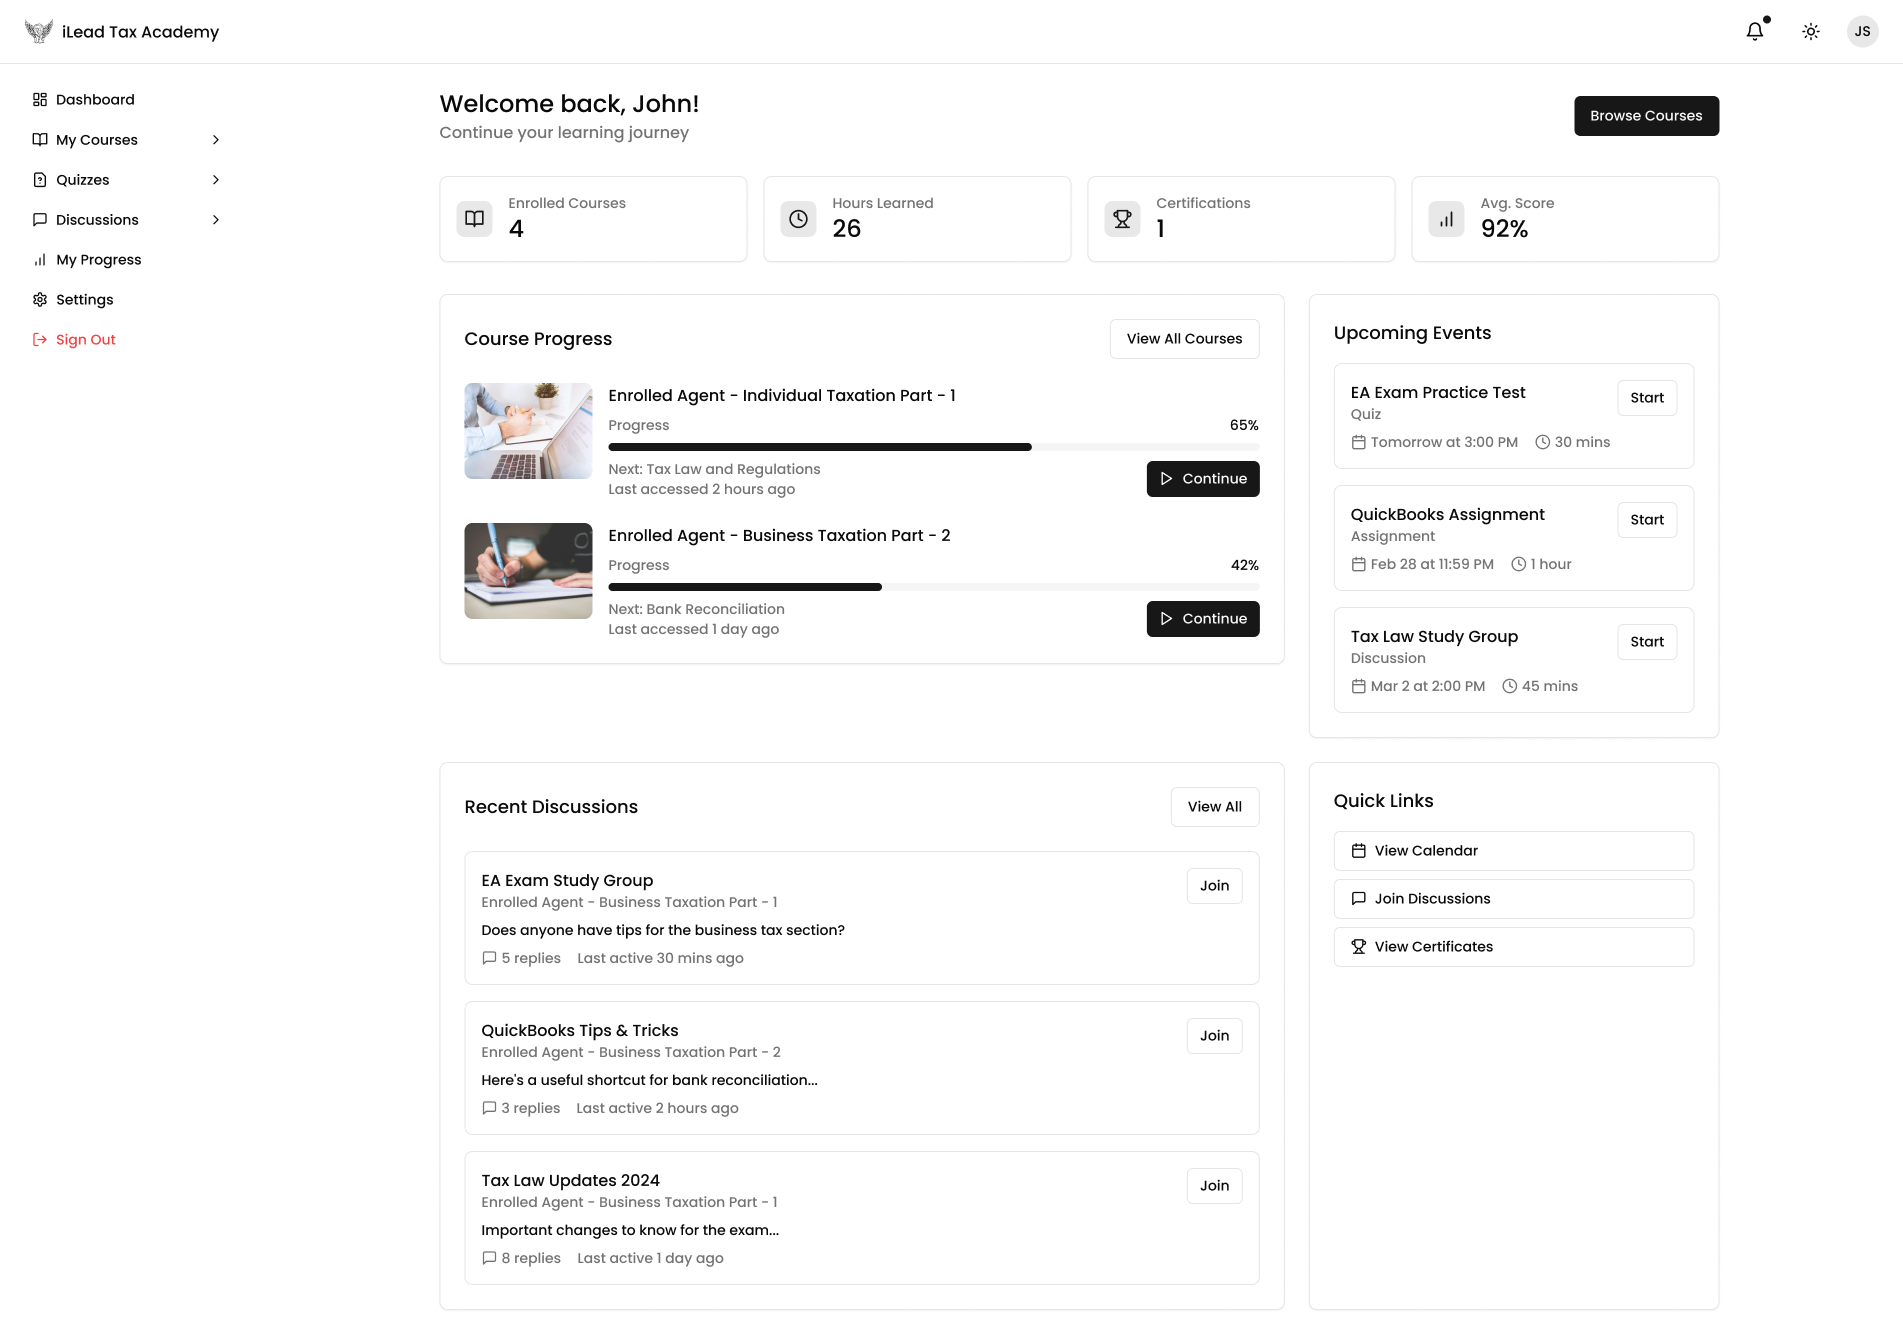 iLead Tax Academy
JS
Dashboard
My Courses
Quizzes
Discussions
My Progress
Settings
Sign Out
Welcome back, John!
Continue your learning journey
Browse Courses
Enrolled Courses
4
Hours Learned
26
Certifications
1
Avg. Score
92%
Course Progress
View All Courses
Enrolled Agent - Individual Taxation Part - 1
Progress
65%
Next: Tax Law and Regulations
Last accessed 2 hours ago
Continue
Enrolled Agent - Business Taxation Part - 2
Progress
42%
Next: Bank Reconciliation
Last accessed 1 day ago
Continue
Upcoming Events
EA Exam Practice Test
Start
Quiz
Tomorrow at 3:00 PM
30 mins
QuickBooks Assignment
Start
Assignment
Feb 28 at 11:59 PM
1 hour
Tax Law Study Group
Start
Discussion
Mar 2 at 2:00 PM
45 mins
Recent Discussions
View All
EA Exam Study Group
Join
Enrolled Agent - Business Taxation Part - 1
Does anyone have tips for the business tax section?
5 replies
Last active 30 mins ago
QuickBooks Tips & Tricks
Join
Enrolled Agent - Business Taxation Part - 2
Here's a useful shortcut for bank reconciliation...
3 replies
Last active 2 hours ago
Tax Law Updates 2024
Join
Enrolled Agent - Business Taxation Part - 1
Important changes to know for the exam...
8 replies
Last active 1 day ago
Quick Links
View Calendar
Join Discussions
View Certificates